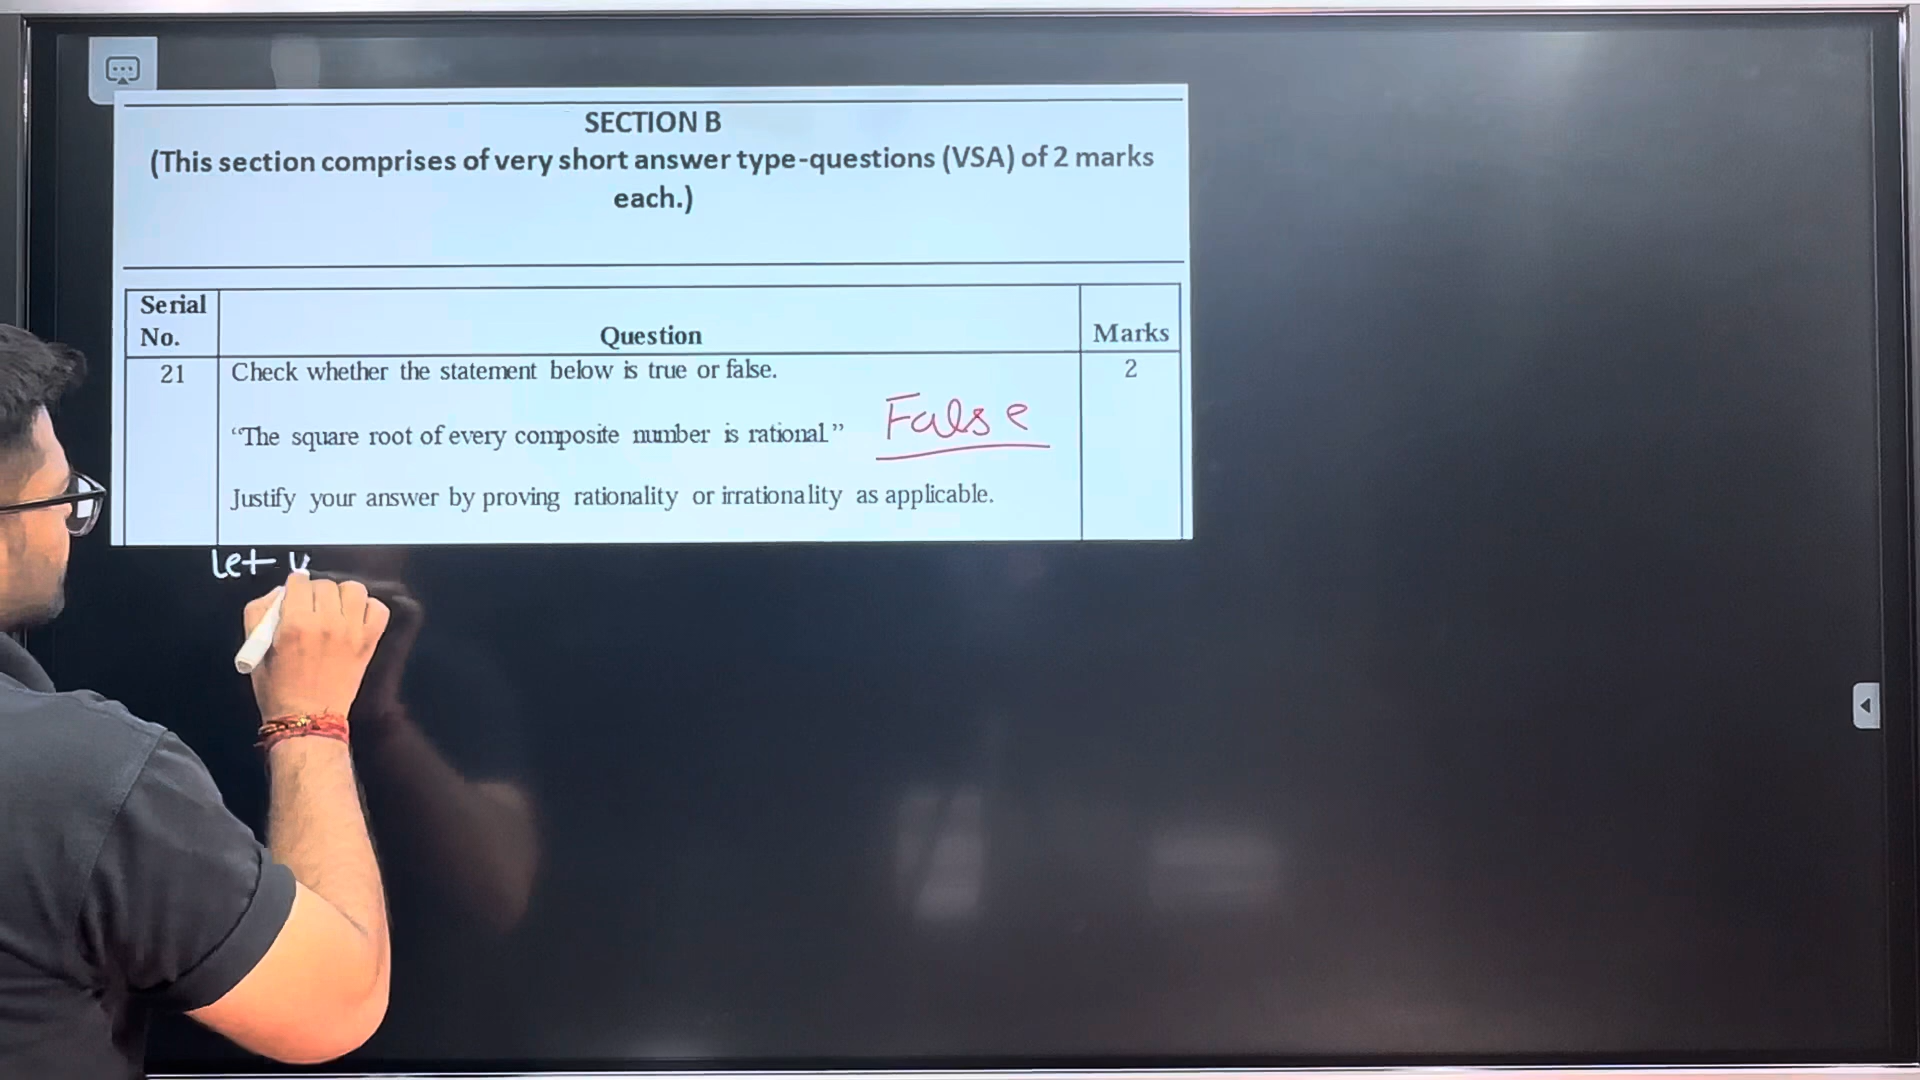 SECTION B
(This section comprises of very short answer type-questions (VSA) of 2 marks
each.)
Serial
No.
Question
Marks
21
Check whether the statement below is true or false.
2
“The square root of every composite number is rational.”
False
Justify your answer by proving rationality or irrationality as applicable.
Let